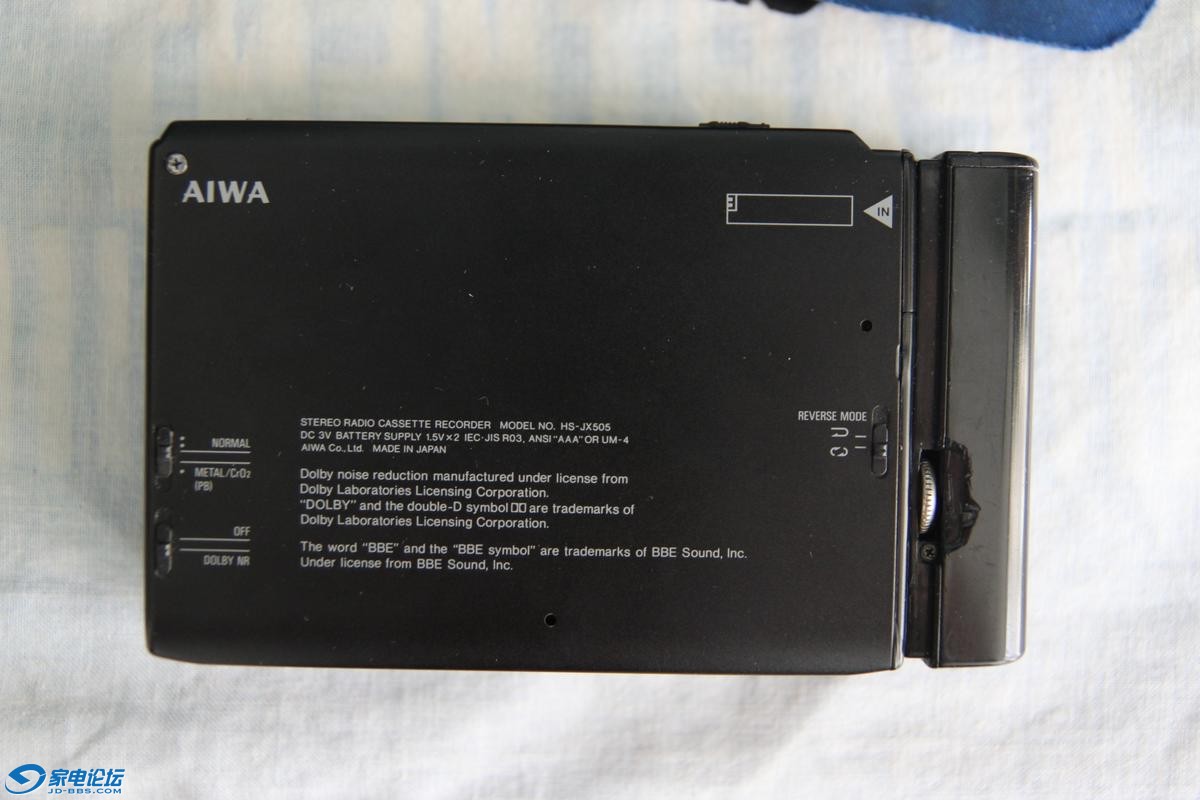 AIWA
IN
NORMAL
METAL/CrO₂
(PB)
OFF
DOLBY NR
STEREO RADIO CASSETTE RECORDER MODEL NO. HS-JX505
DC 3V BATTERY SUPPLY 1.5V×2 IEC·JIS R03, ANSI "AAA" OR UM-4
AIWA Co., Ltd. MADE IN JAPAN
Dolby noise reduction manufactured under license from
Dolby Laboratories Licensing Corporation.
"DOLBY" and the double-D symbol are trademarks of
Dolby Laboratories Licensing Corporation.
The word "BBE" and the "BBE symbol" are trademarks of BBE Sound, Inc.
Under license from BBE Sound, Inc.
REVERSE MODE
家电论坛
JD-BBS.COM